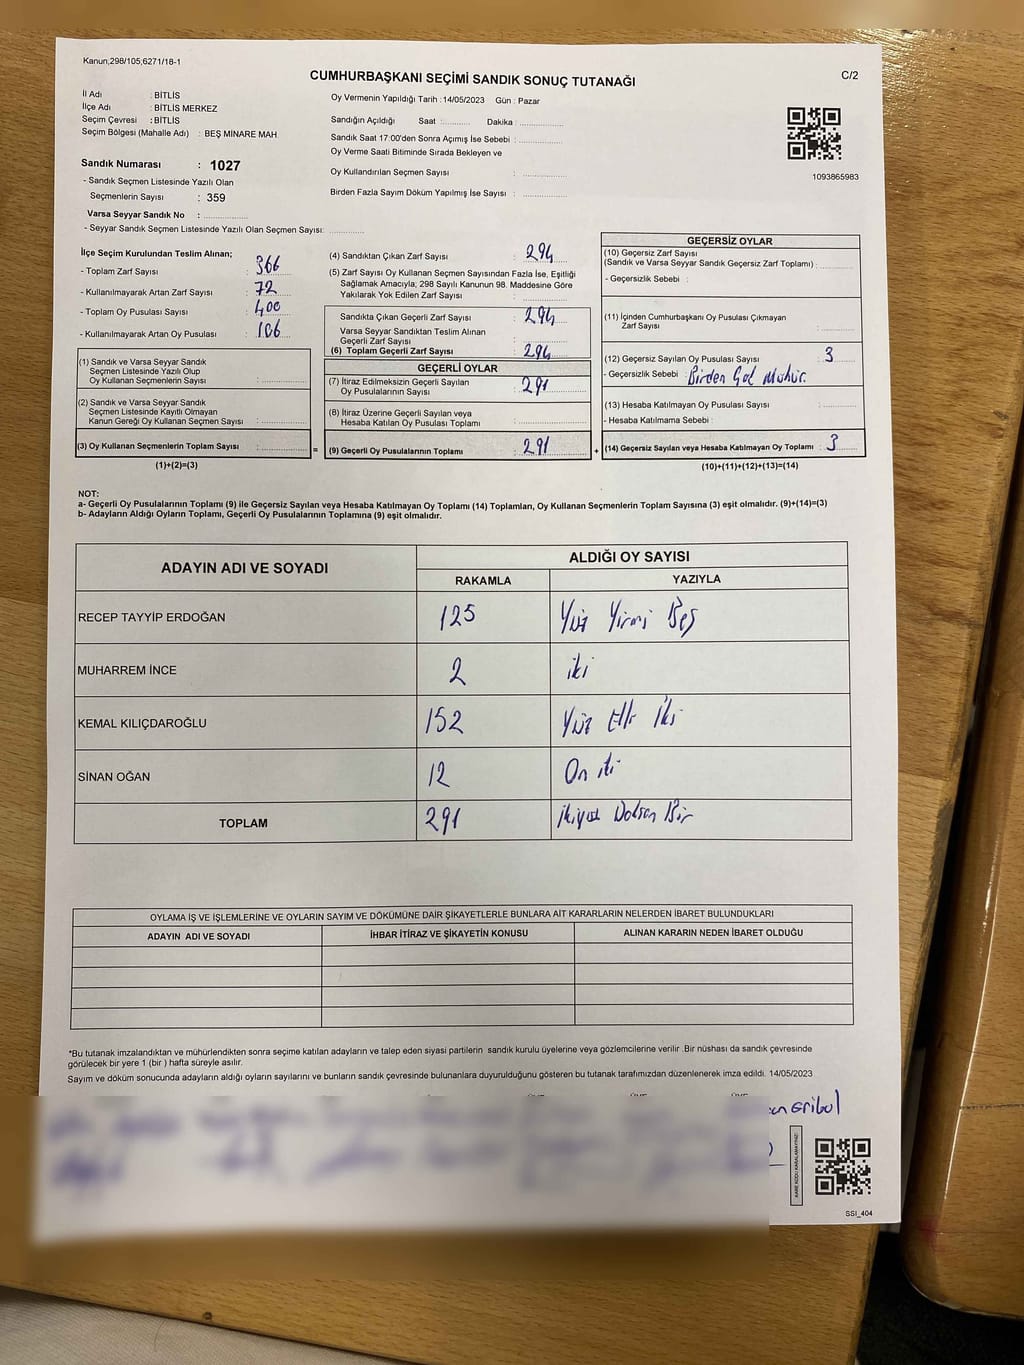 Kanun;298/105;6271/18-1
CUMHURBAŞKANI SEÇİMİ SANDIK SONUÇ TUTANAĞI
C/2
İl Adı : BİTLİS
İlçe Adı : BİTLİS MERKEZ
Seçim Çevresi : BİTLİS
Seçim Bölgesi (Mahalle Adı) : BEŞ MİNARE MAH
Sandık Numarası : 1027
- Sandık Seçmen Listesinde Yazılı Olan
Seçmenlerin Sayısı : 359
Varsa Seyyar Sandık No : ..............
- Seyyar Sandık Seçmen Listesinde Yazılı Olan Seçmen Sayısı: ..............
Oy Vermenin Yapıldığı Tarih : 14/05/2023 Gün : Pazar
Sandığın Açıldığı Saat :.......... Dakika :..............
Sandık Saat 17:00'den Sonra Açımış İse Sebebi : ..............
Oy Verme Saati Bitiminde Sırada Bekleyen ve
Oy Kullandırılan Seçmen Sayısı : ..............
Birden Fazla Sayım Döküm Yapılmış İse Sayısı : ..............
1093865983
İlçe Seçim Kurulundan Teslim Alınan;
- Toplam Zarf Sayısı : 366
- Kullanılmayarak Artan Zarf Sayısı : 72
- Toplam Oy Pusulası Sayısı : 400
- Kullanılmayarak Artan Oy Pusulası : 106
(1) Sandık ve Varsa Seyyar Sandık
Seçmen Listesinde Yazılı Olup
Oy Kullanan Seçmenlerin Sayısı : ..............
(2) Sandık ve Varsa Seyyar Sandık
Seçmen Listesinde Kayıtlı Olmayan
Kanun Gereği Oy Kullanan Seçmen Sayısı : ..............
(3) Oy Kullanan Seçmenlerin Toplam Sayısı : ..............
(1)+(2)=(3)
=
(4) Sandıktan Çıkan Zarf Sayısı : 294
(5) Zarf Sayısı Oy Kullanan Seçmen Sayısından Fazla İse, Eşitliği
Sağlamak Amacıyla; 298 Sayılı Kanunun 98. Maddesine Göre
Yakılarak Yok Edilen Zarf Sayısı : ..............
Sandıkta Çıkan Geçerli Zarf Sayısı : 294
Varsa Seyyar Sandıktan Teslim Alınan
Geçerli Zarf Sayısı : ..............
(6) Toplam Geçerli Zarf Sayısı : 294
GEÇERLİ OYLAR
(7) İtiraz Edilmeksizin Geçerli Sayılan
Oy Pusulalarının Sayısı : 291
(8) İtiraz Üzerine Geçerli Sayılan veya
Hesaba Katılan Oy Pusulası Toplamı : ..............
(9) Geçerli Oy Pusulalarının Toplamı : 291
+
GEÇERSİZ OYLAR
(10) Geçersiz Zarf Sayısı
(Sandık ve Varsa Seyyar Sandık Geçersiz Zarf Toplamı) : ..............
- Geçersizlik Sebebi :
(11) İçinden Cumhurbaşkanı Oy Pusulası Çıkmayan
Zarf Sayısı : ..............
(12) Geçersiz Sayılan Oy Pusulası Sayısı : 3
- Geçersizlik Sebebi : Birden Çok Mühür.
(13) Hesaba Katılmayan Oy Pusulası Sayısı : ..............
- Hesaba Katılmama Sebebi :
(14) Geçersiz Sayılan veya Hesaba Katılmayan Oy Toplamı : 3
(10)+(11)+(12)+(13)=(14)
NOT:
a- Geçerli Oy Pusulalarının Toplamı (9) ile Geçersiz Sayılan veya Hesaba Katılmayan Oy Toplamı (14) Toplamları, Oy Kullanan Seçmenlerin Toplam Sayısına (3) eşit olmalıdır. (9)+(14)=(3)
b- Adayların Aldığı Oyların Toplamı, Geçerli Oy Pusulalarının Toplamına (9) eşit olmalıdır.
ADAYIN ADI VE SOYADI
ALDIĞI OY SAYISI
RAKAMLA YAZIYLA
RECEP TAYYİP ERDOĞAN 125 Yüz Yirmi Beş
MUHARREM İNCE 2 iki
KEMAL KILIÇDAROĞLU 152 Yüz Elli İki
SİNAN OĞAN 12 On iki
TOPLAM 291 İkiyüz Doksan Bir
OYLAMA İŞ VE İŞLEMLERİNE VE OYLARIN SAYIM VE DÖKÜMÜNE DAİR ŞİKAYETLERLE BUNLARA AİT KARARLARIN NELERDEN İBARET BULUNDUKLARI
ADAYIN ADI VE SOYADI İHBAR İTİRAZ VE ŞİKAYETİN KONUSU ALINAN KARARIN NEDEN İBARET OLDUĞU
*Bu tutanak imzalandıktan ve mühürlendikten sonra seçime katılan adayların ve talep eden siyasi partilerin sandık kurulu üyelerine veya gözlemcilerine verilir .Bir nüshası da sandık çevresinde
görülecek bir yere 1 (bir ) hafta süreyle asılır.
Sayım ve döküm sonucunda adayların aldığı oyların sayılarını ve bunların sandık çevresinde bulunanlara duyurulduğunu gösteren bu tutanak tarafımızdan düzenlenerek imza edildi. 14/05/2023
KARE KODU KARALAMAYINIZ!
SSİ_404